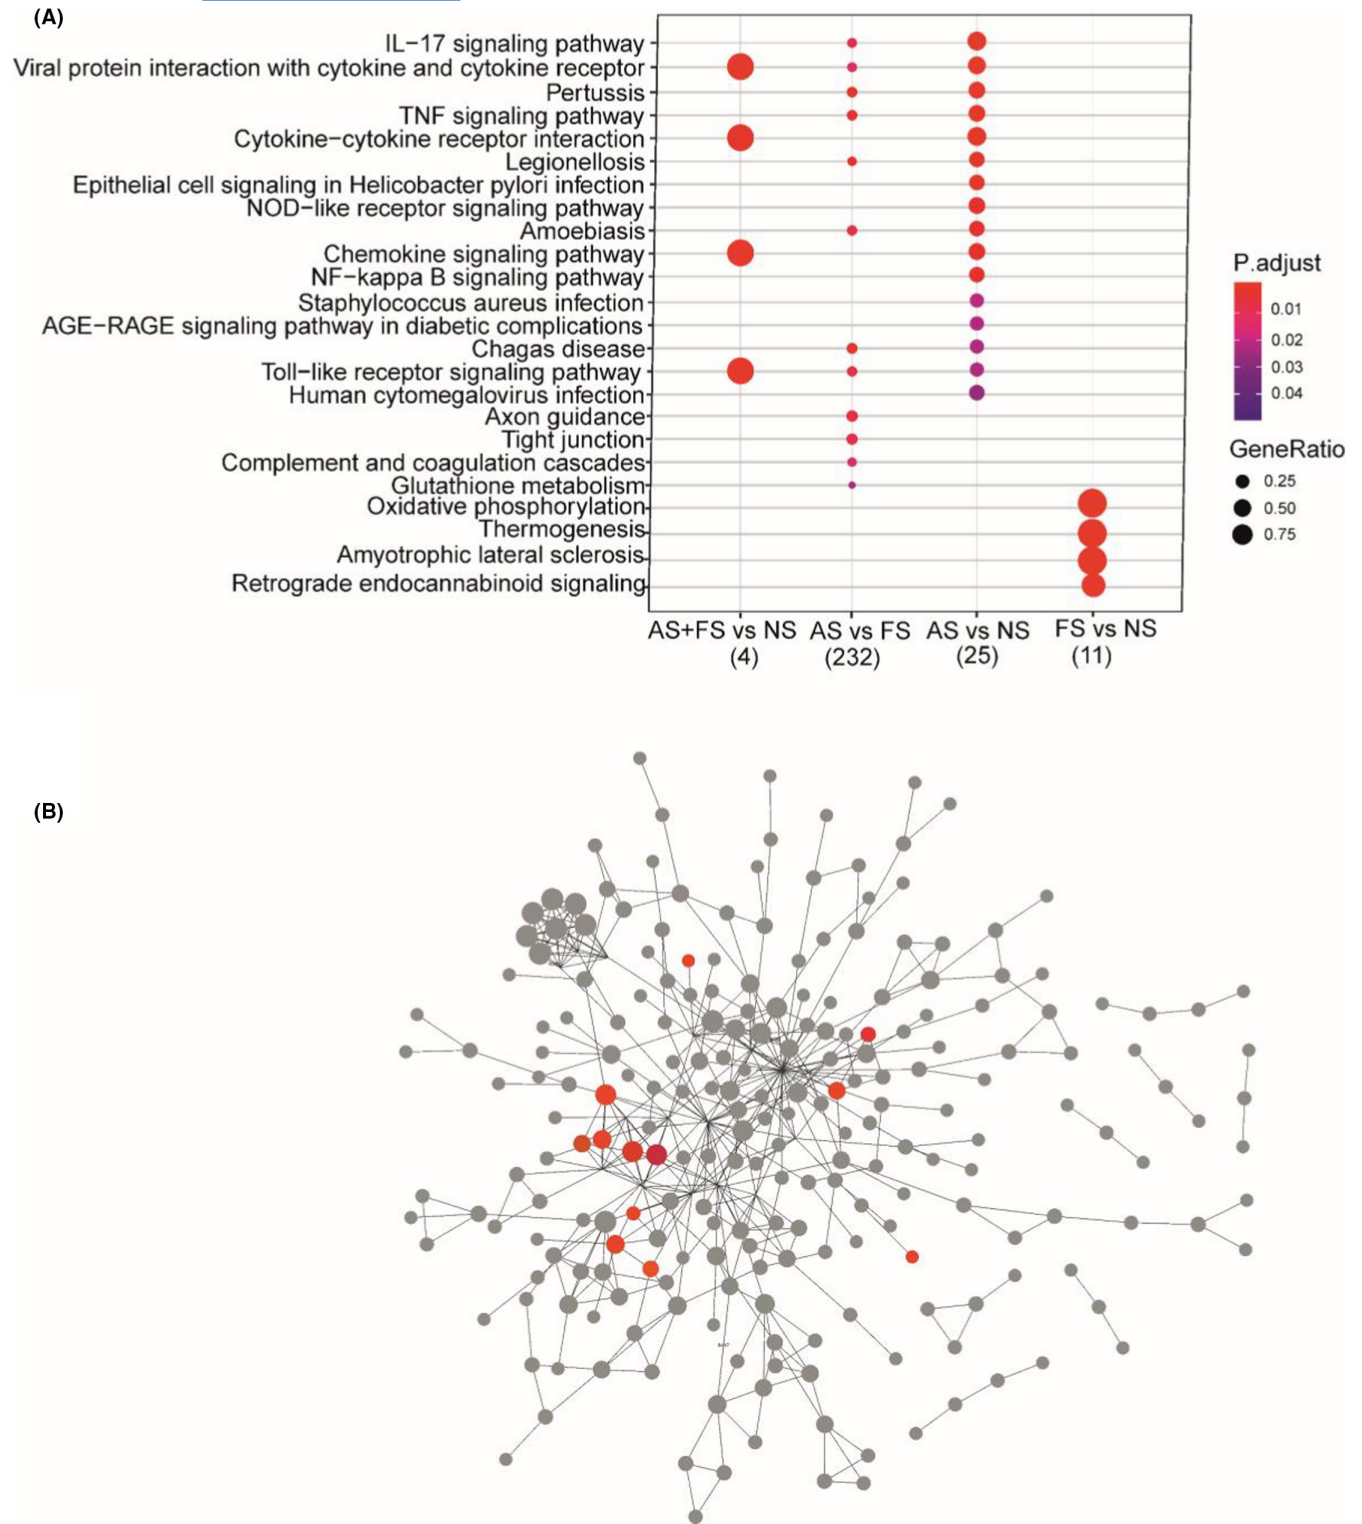 (A)
IL−17 signaling pathway
Viral protein interaction with cytokine and cytokine receptor
Pertussis
TNF signaling pathway
Cytokine−cytokine receptor interaction
Legionellosis
Epithelial cell signaling in Helicobacter pylori infection
NOD−like receptor signaling pathway
Amoebiasis
Chemokine signaling pathway
NF−kappa B signaling pathway
Staphylococcus aureus infection
AGE−RAGE signaling pathway in diabetic complications
Chagas disease
Toll−like receptor signaling pathway
Human cytomegalovirus infection
Axon guidance
Tight junction
Complement and coagulation cascades
Glutathione metabolism
Oxidative phosphorylation
Thermogenesis
Amyotrophic lateral sclerosis
Retrograde endocannabinoid signaling
AS+FS vs NS AS vs FS AS vs NS FS vs NS
(4) (232) (25) (11)
P.adjust
0.01
0.02
0.03
0.04
GeneRatio
0.25
0.50
0.75
(B)